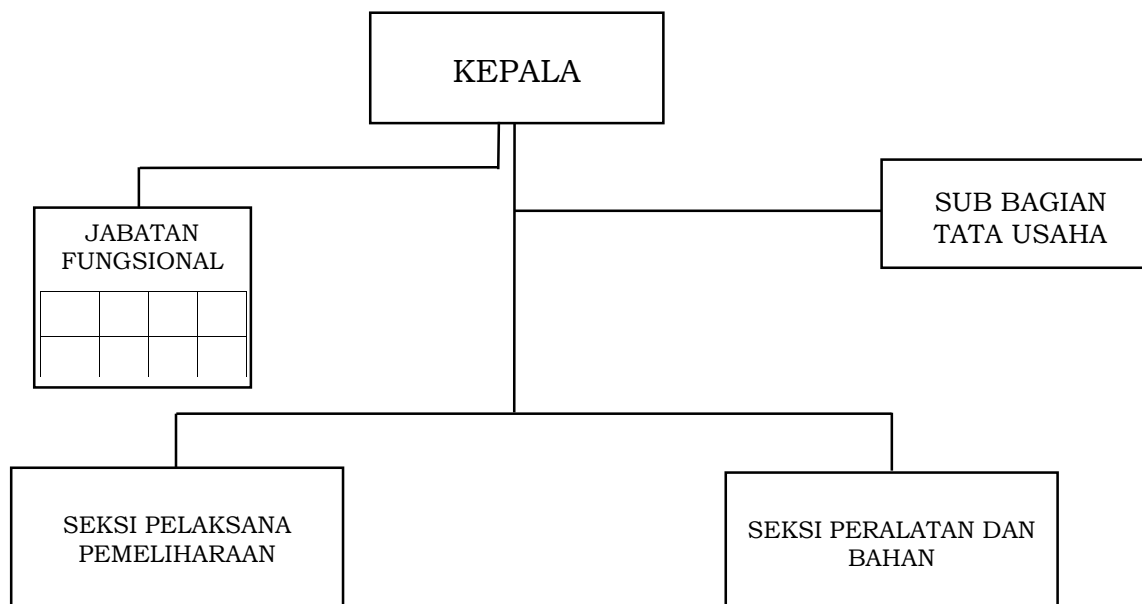 KEPALA
SUB BAGIAN
TATA USAHA
JABATAN
FUNGSIONAL
SEKSI PELAKSANA
PEMELIHARAAN
SEKSI PERALATAN DAN
BAHAN